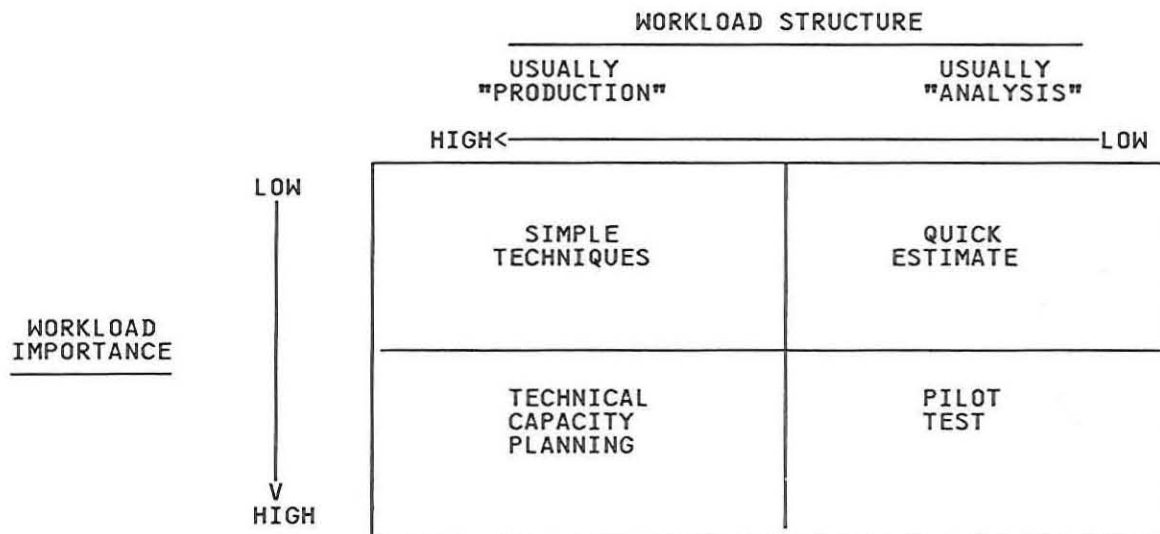 WORKLOAD STRUCTURE
USUALLY USUALLY
"PRODUCTION" "ANALYSIS"
HIGH< LOW
LOW
SIMPLE QUICK
TECHNIQUES ESTIMATE
WORKLOAD
IMPORTANCE
TECHNICAL PILOT
CAPACITY TEST
PLANNING
V
HIGH